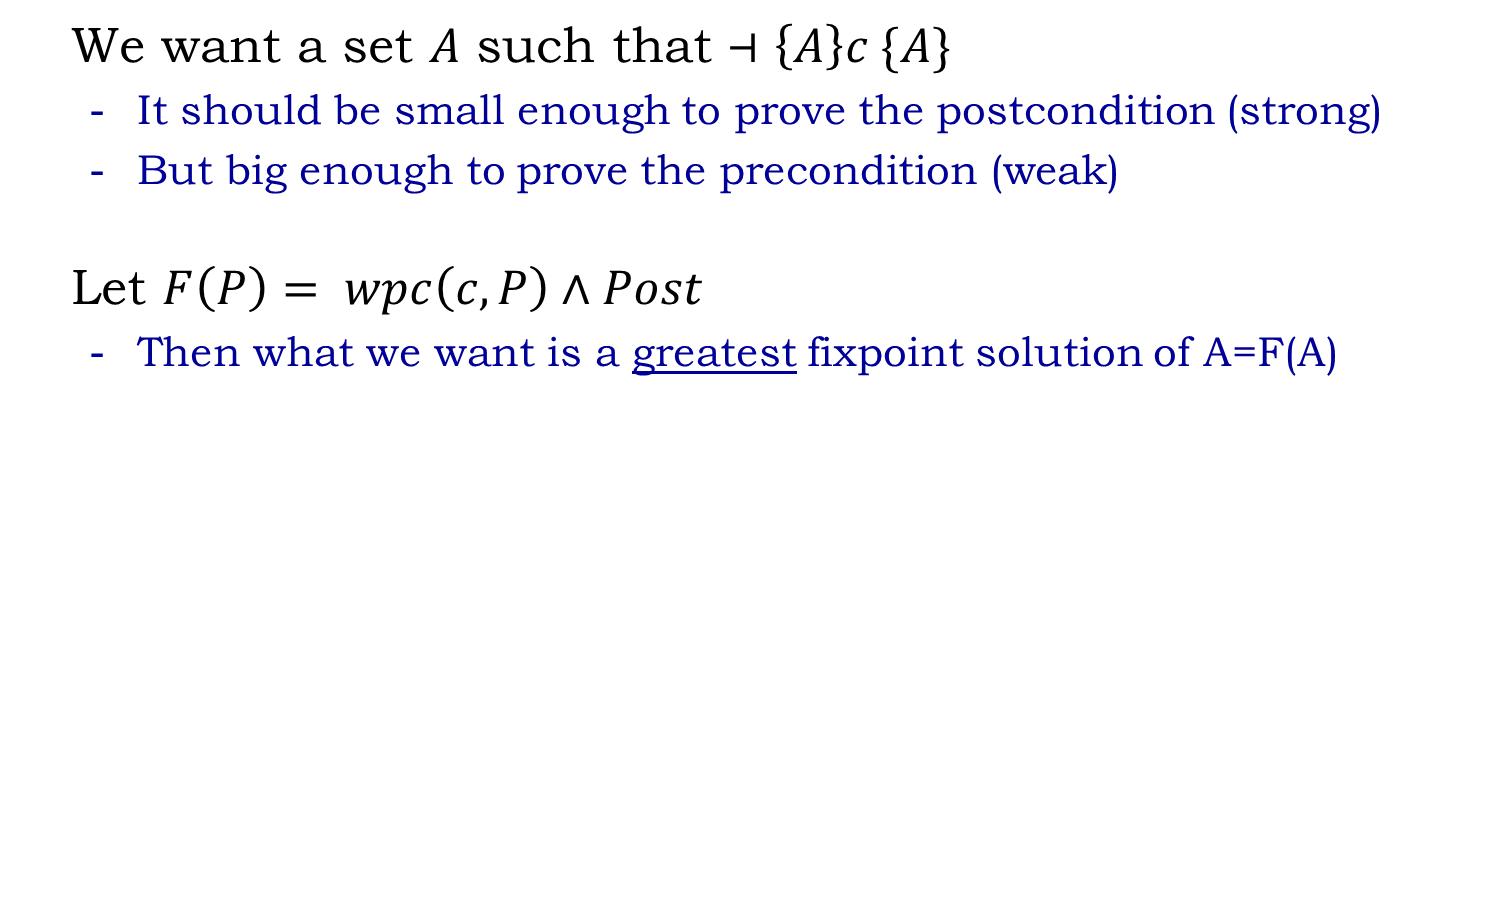 We want a set A such that ⊣ {A}c {A}
- It should be small enough to prove the postcondition (strong)
- But big enough to prove the precondition (weak)
Let F(P) = wpc(c, P) ∧ Post
- Then what we want is a greatest fixpoint solution of A=F(A)